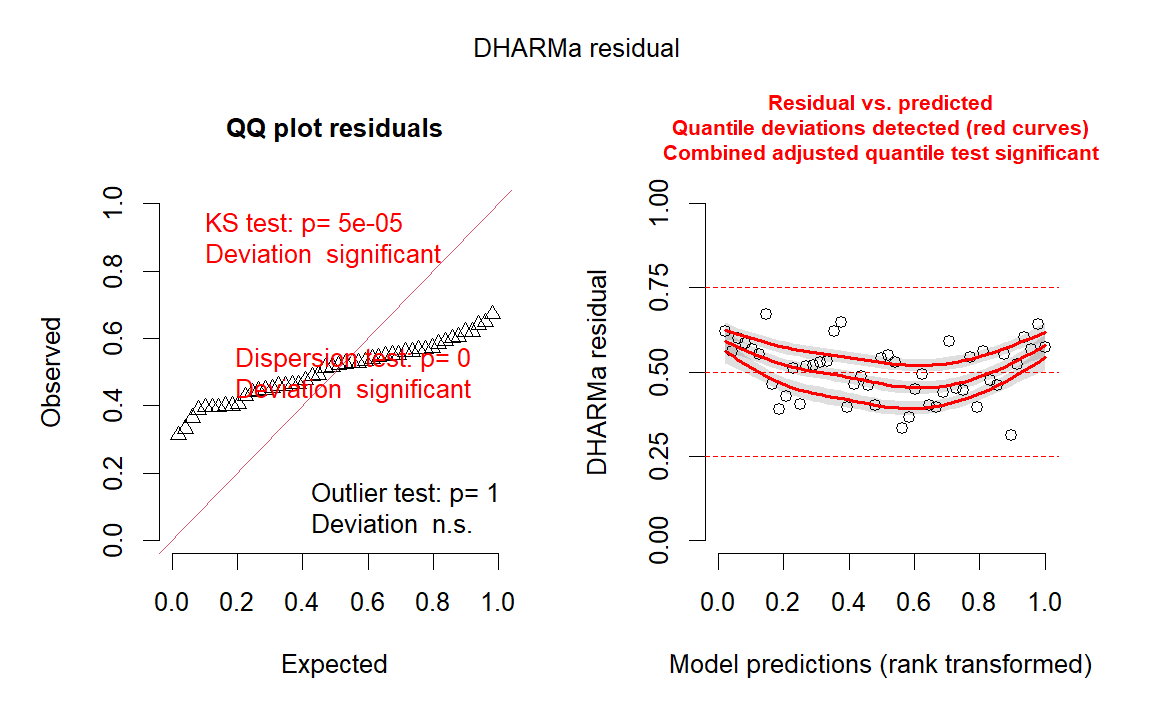 DHARMa residual
QQ plot residuals
KS test: p= 5e-05
Deviation  significant
Dispersion test: p= 0
Deviation  significant
Outlier test: p= 1
Deviation  n.s.
Observed
0.0 0.2 0.4 0.6 0.8 1.0
0.0 0.2 0.4 0.6 0.8 1.0
Expected
Residual vs. predicted
Quantile deviations detected (red curves)
Combined adjusted quantile test significant
DHARMa residual
0.00 0.25 0.50 0.75 1.00
0.0 0.2 0.4 0.6 0.8 1.0
Model predictions (rank transformed)